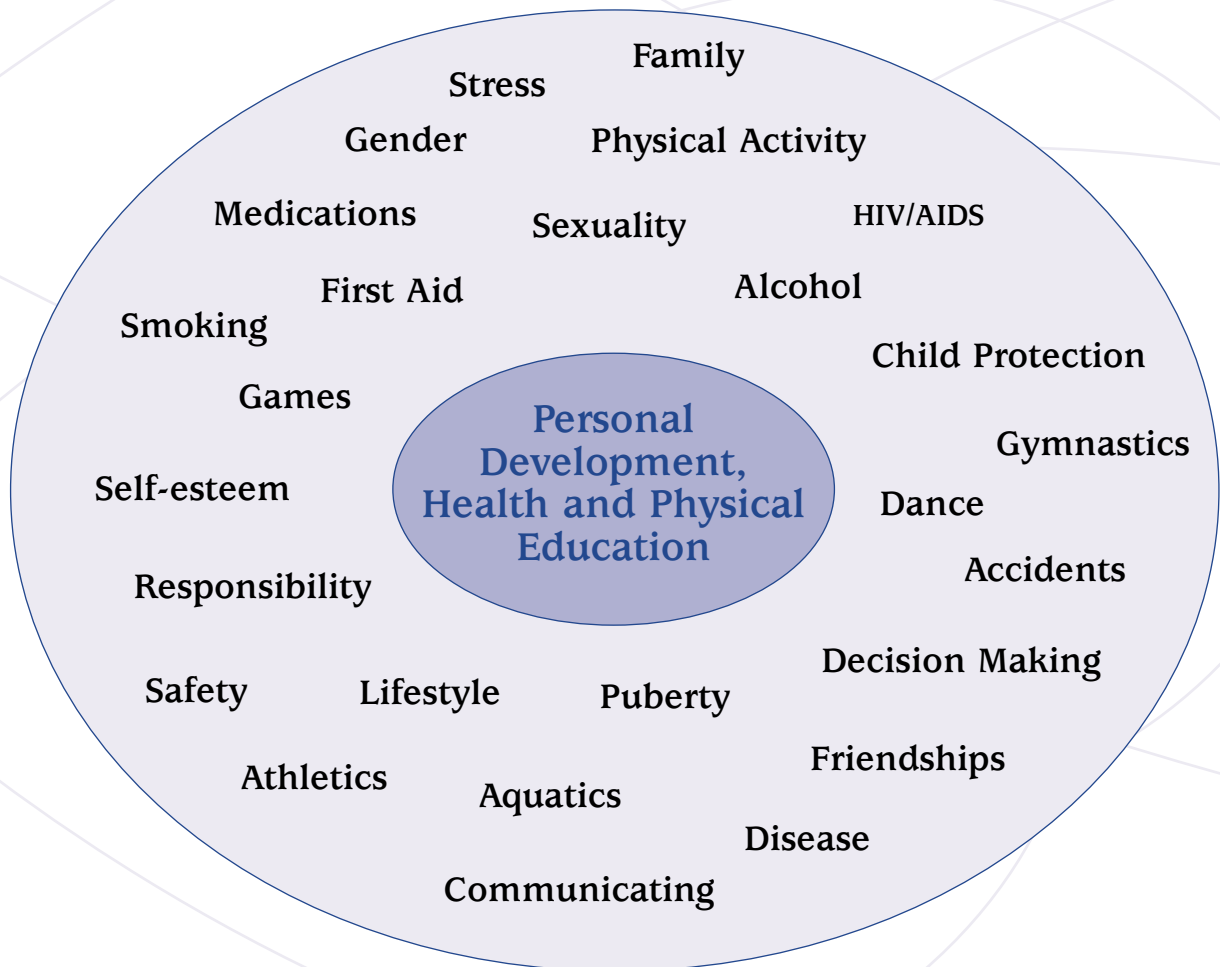 Family
Stress
Gender
Physical Activity
Medications
Sexuality
HIV/AIDS
First Aid
Alcohol
Smoking
Child Protection
Games
Personal
Development,
Health and Physical
Education
Gymnastics
Self-esteem
Dance
Accidents
Responsibility
Decision Making
Safety
Lifestyle
Puberty
Friendships
Athletics
Aquatics
Disease
Communicating